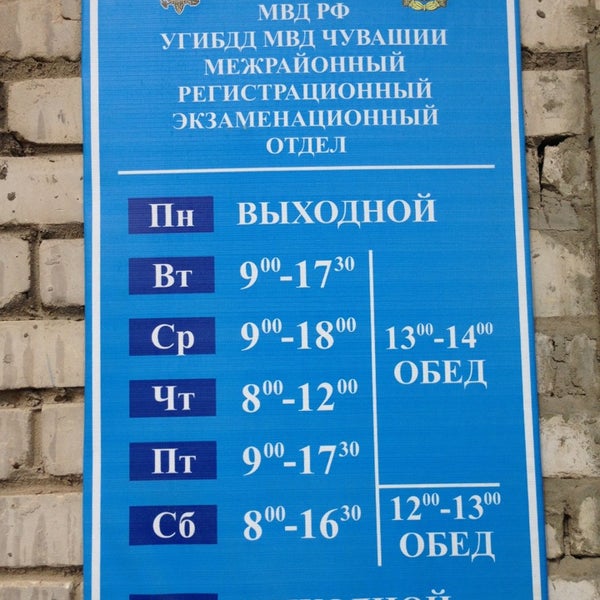 МВД РФ
УГИБДД МВД ЧУВАШИИ
МЕЖРАЙОННЫЙ
РЕГИСТРАЦИОННЫЙ
ЭКЗАМЕНАЦИОННЫЙ
ОТДЕЛ
Пн ВЫХОДНОЙ
Вт 9⁰⁰-17³⁰
Ср 9⁰⁰-18⁰⁰
13⁰⁰-14⁰⁰
ОБЕД
Чт 8⁰⁰-12⁰⁰
Пт 9⁰⁰-17³⁰
Сб 8⁰⁰-16³⁰
12⁰⁰-13⁰⁰
ОБЕД